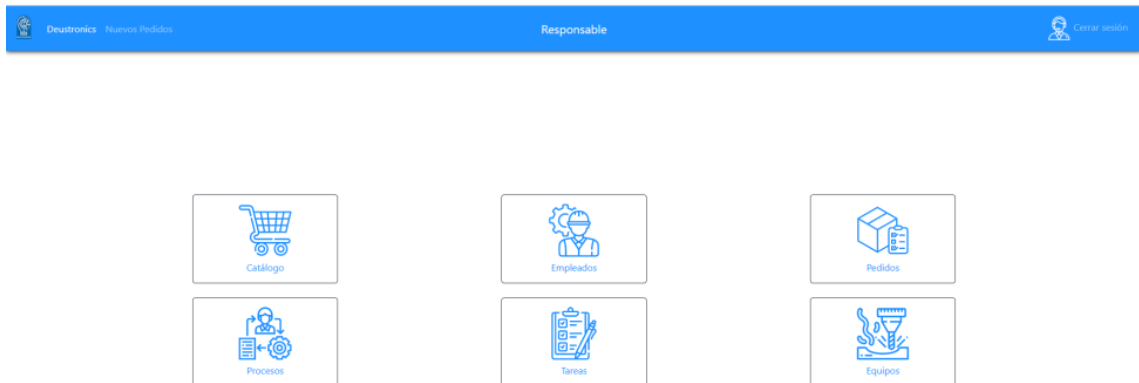 Deustronics Nuevos Pedidos Responsable Cerrar sesión
Catálogo Empleados Pedidos
Procesos Tareas Equipos